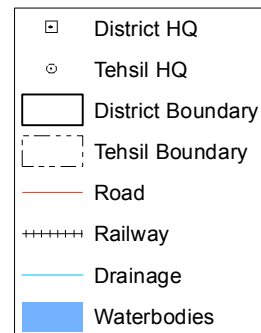 District HQ
Tehsil HQ
District Boundary
Tehsil Boundary
Road
Railway
Drainage
Waterbodies